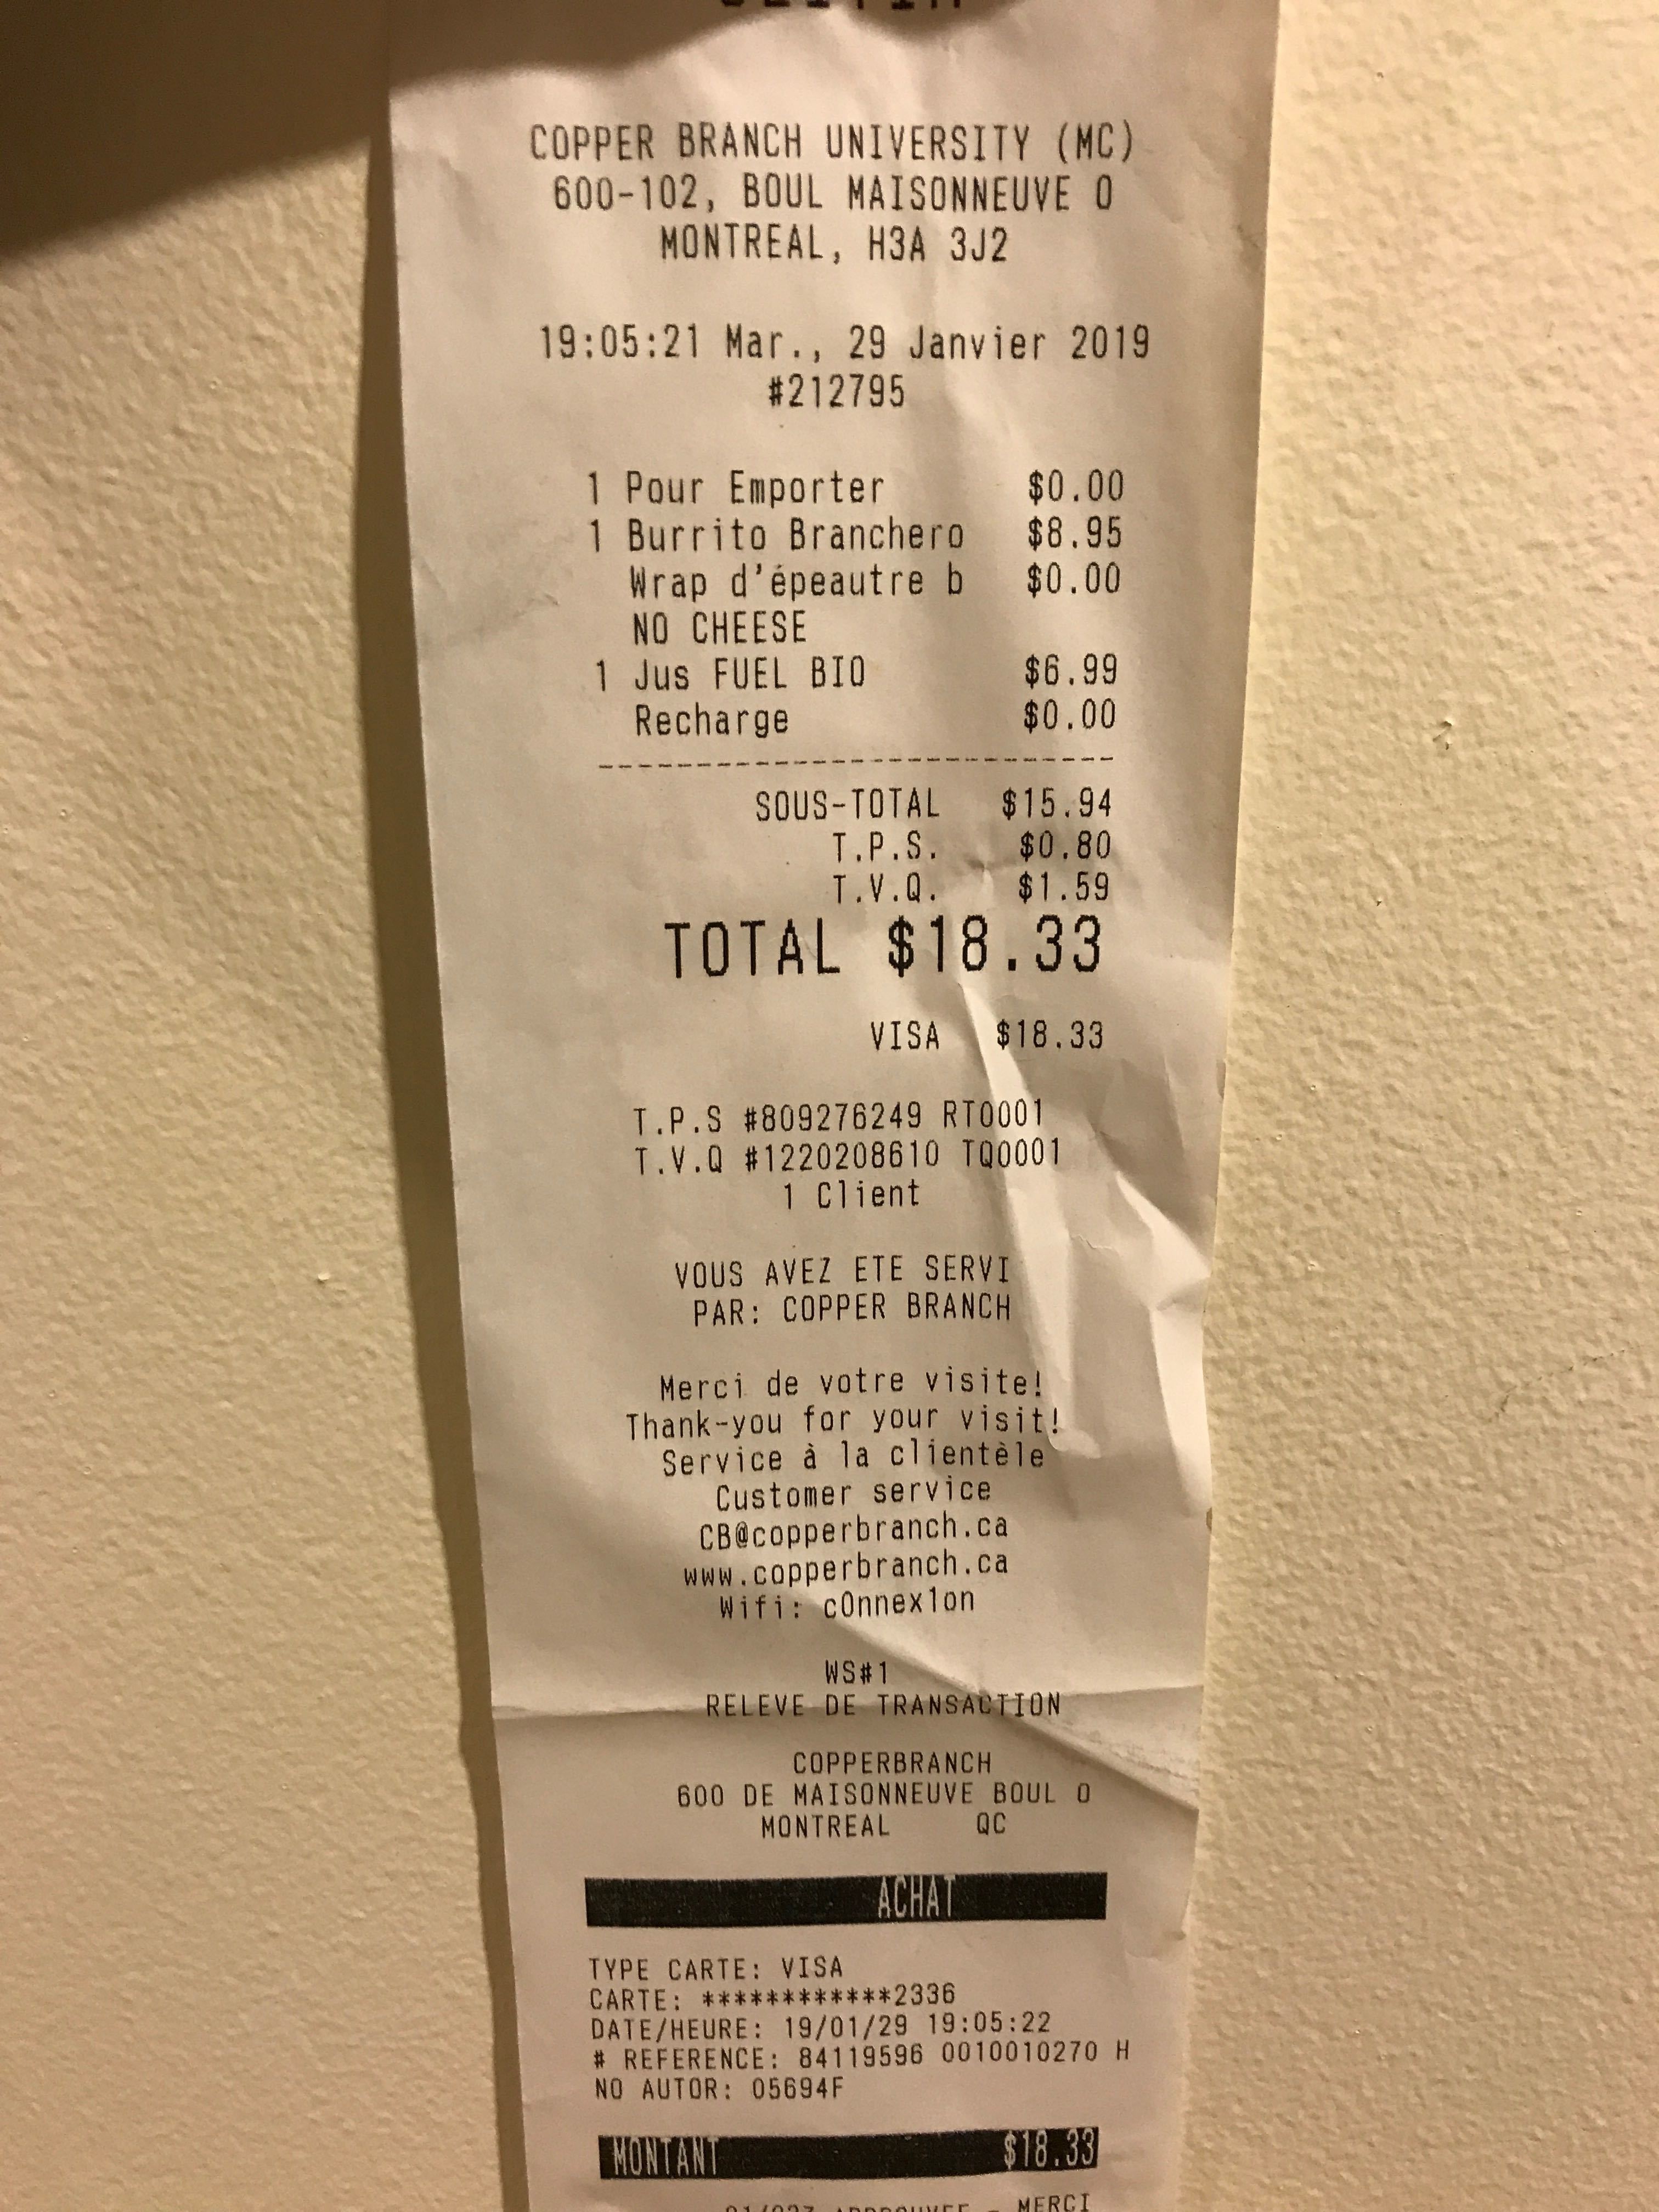 COPPER BRANCH UNIVERSITY (MC)
600-102, BOUL MAISONNEUVE O
MONTREAL, H3A 3J2
19:05:21 Mar., 29 Janvier 2019
#212795
1 Pour Emporter $0.00
1 Burrito Branchero $8.95
Wrap d'épeautre b $0.00
NO CHEESE
1 Jus FUEL BIO $6.99
Recharge $0.00
--------------------------
SOUS-TOTAL $15.94
T.P.S. $0.80
T.V.Q. $1.59
TOTAL $18.33
VISA $18.33
T.P.S #809276249 RT0001
T.V.Q #1220208610 TQ0001
1 Client
VOUS AVEZ ETE SERVI
PAR: COPPER BRANCH
Merci de votre visite!
Thank-you for your visit!
Service à la clientèle
Customer service
CB@copperbranch.ca
www.copperbranch.ca
Wifi: c0nnex1on
WS#1
RELEVE DE TRANSACTION
COPPERBRANCH
600 DE MAISONNEUVE BOUL O
MONTREAL QC
ACHAT
TYPE CARTE: VISA
CARTE: ************2336
DATE/HEURE: 19/01/29 19:05:22
# REFERENCE: 84119596 0010010270 H
NO AUTOR: 05694F
MONTANT $18.33
APPROUVEE - MERCI